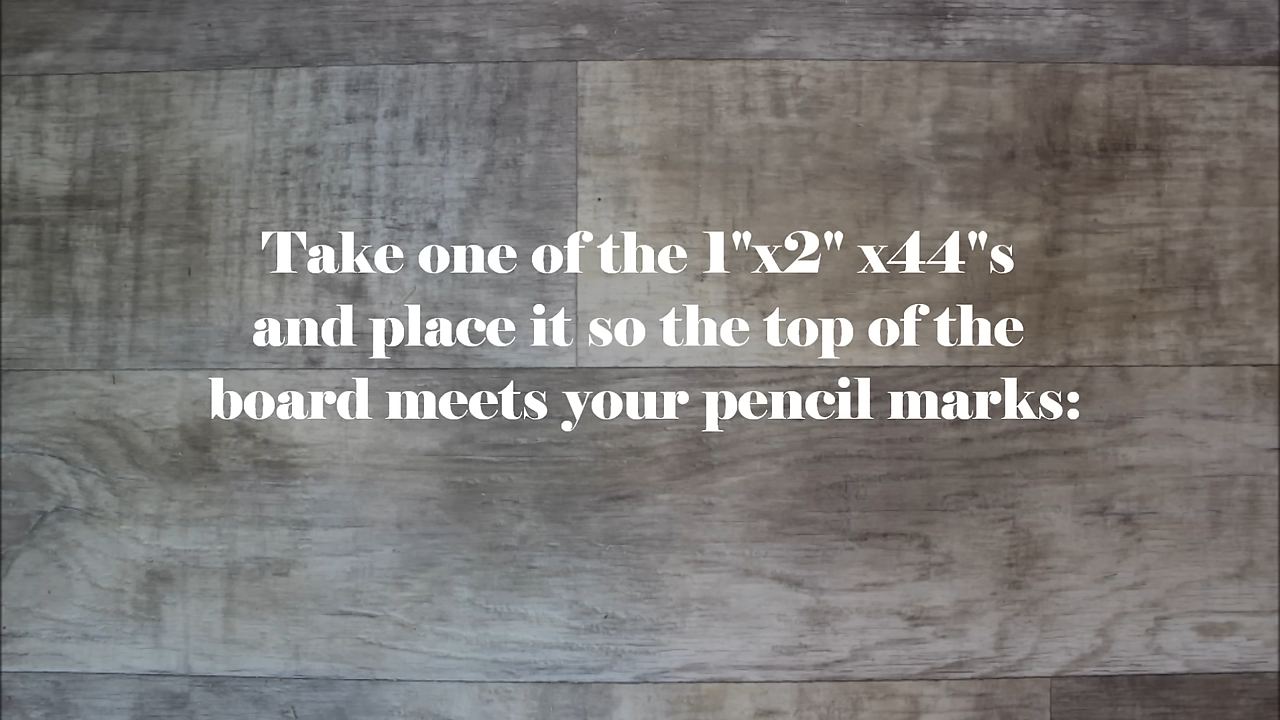 Take one of the 1"x2" x44"s
and place it so the top of the
board meets your pencil marks: